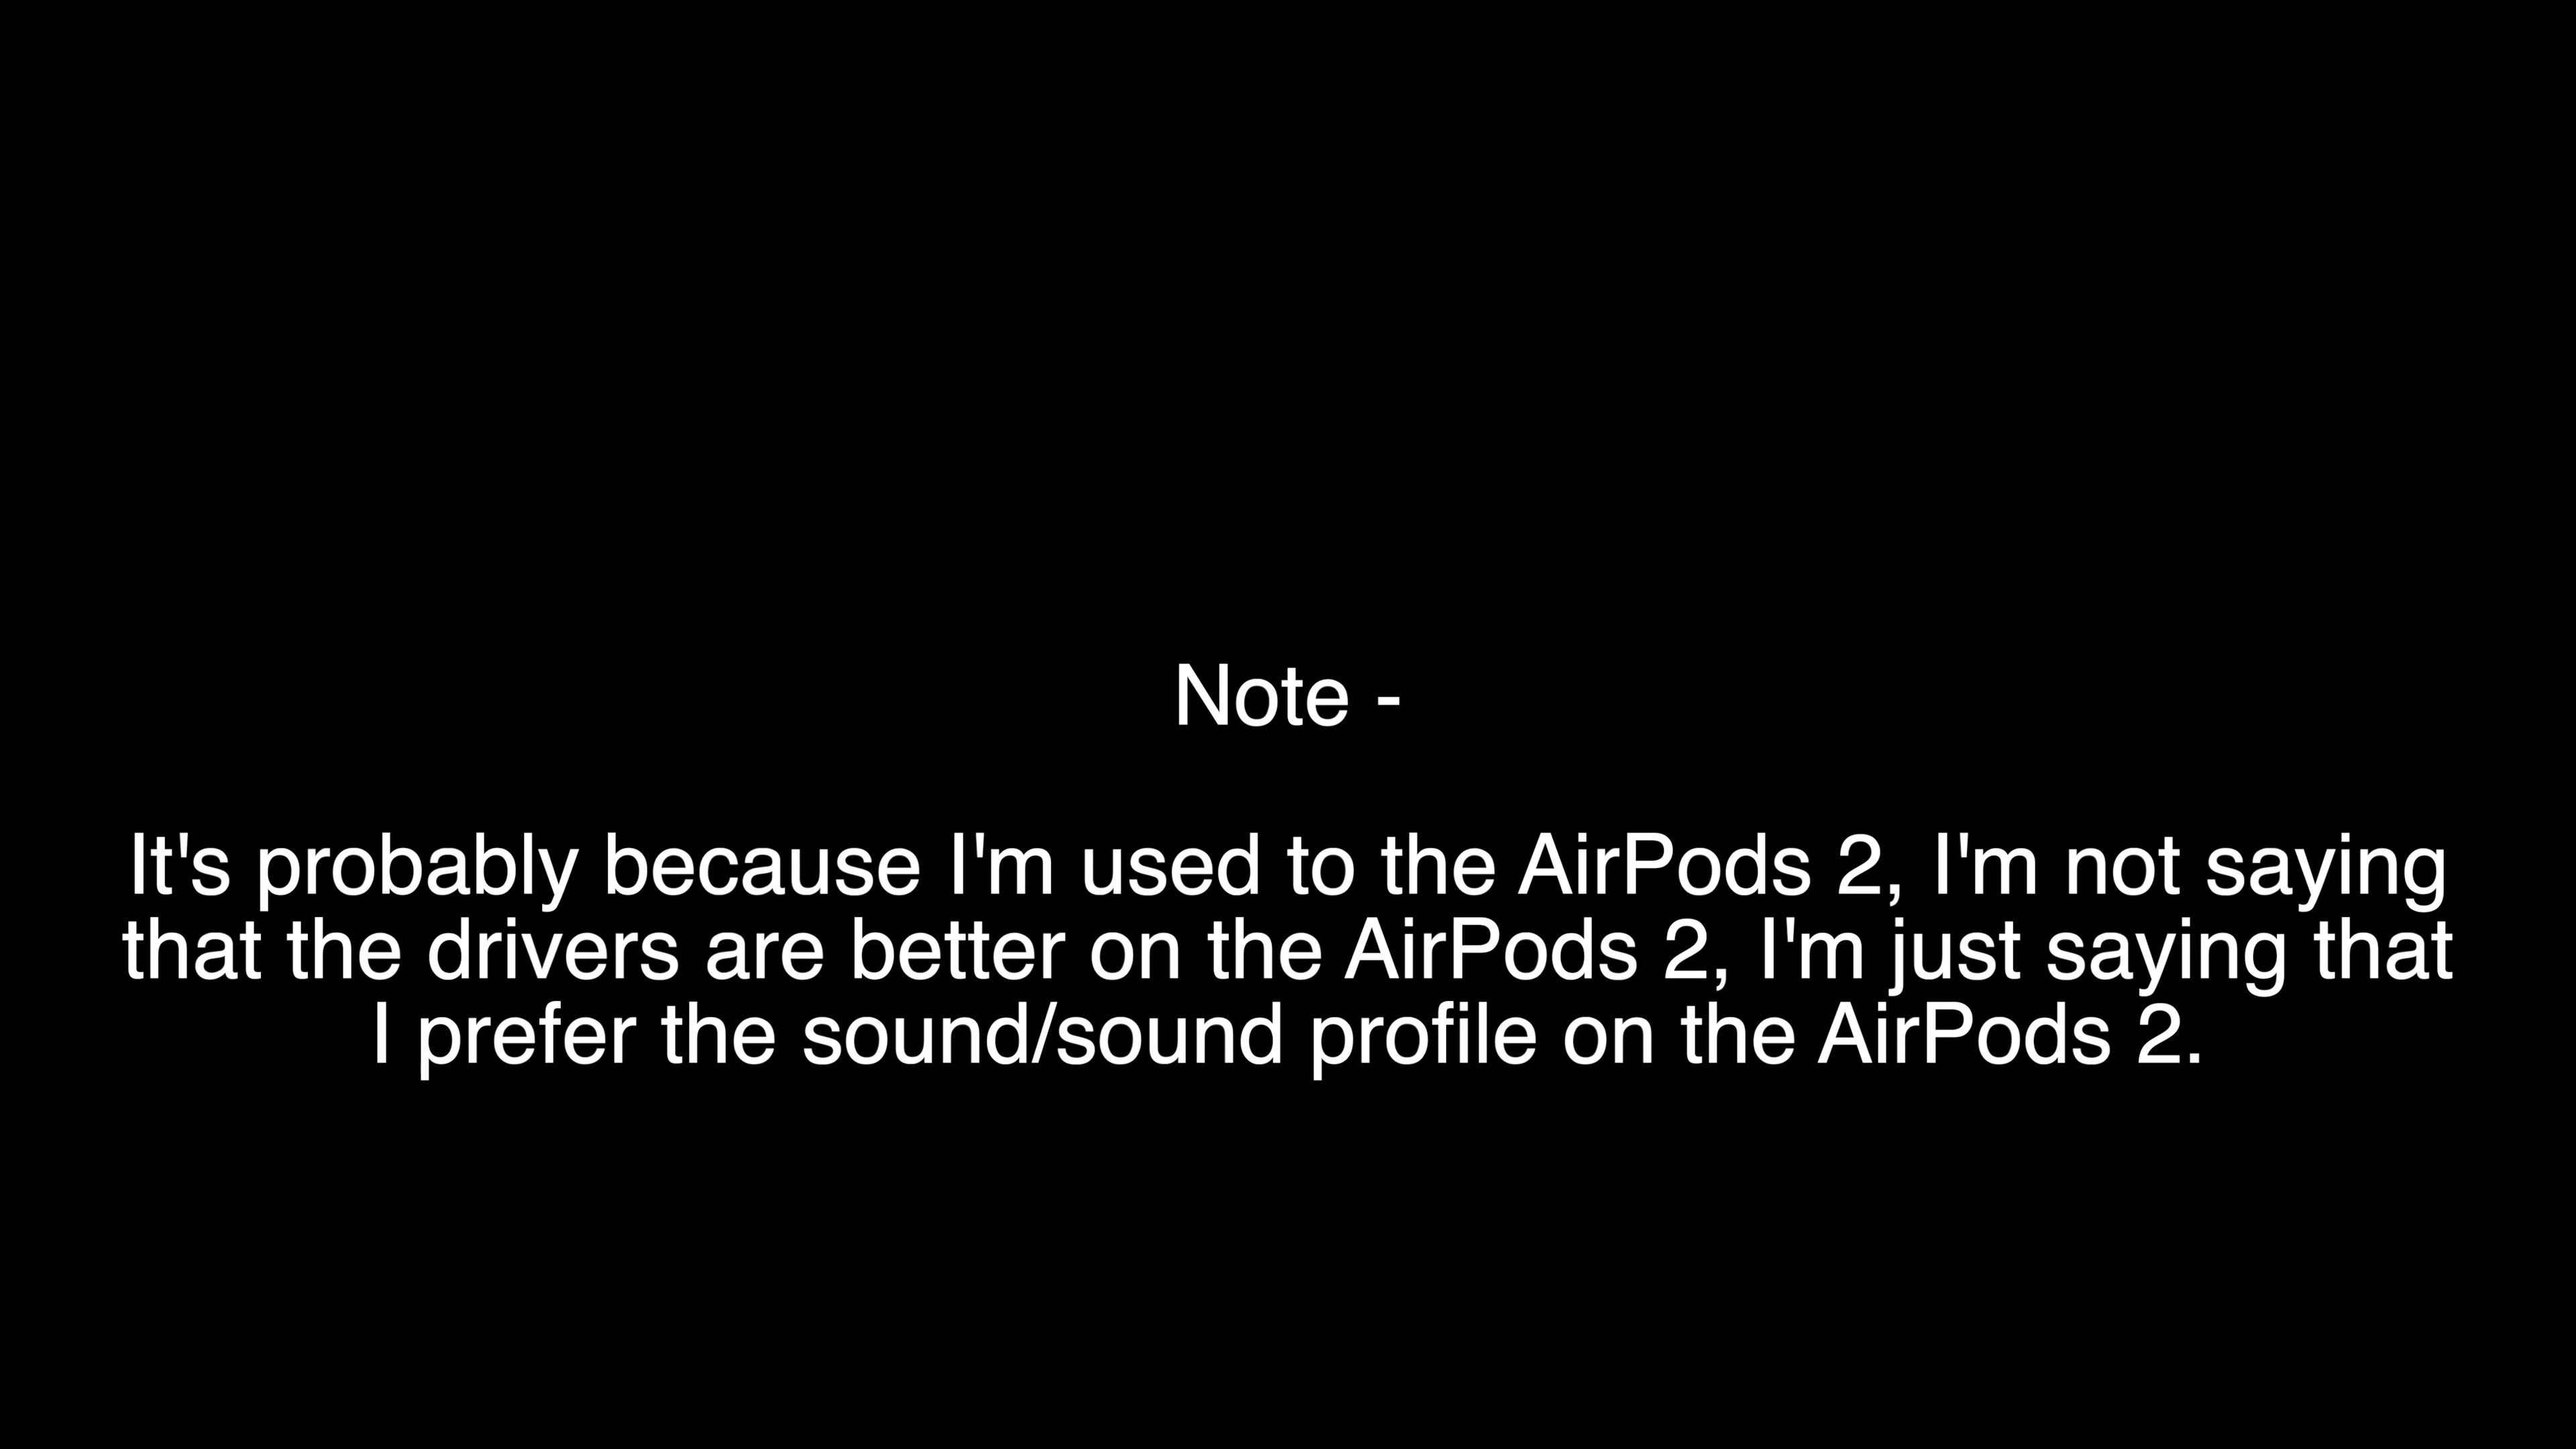 Note -
It's probably because I'm used to the AirPods 2, I'm not saying
that the drivers are better on the AirPods 2, I'm just saying that
I prefer the sound/sound profile on the AirPods 2.